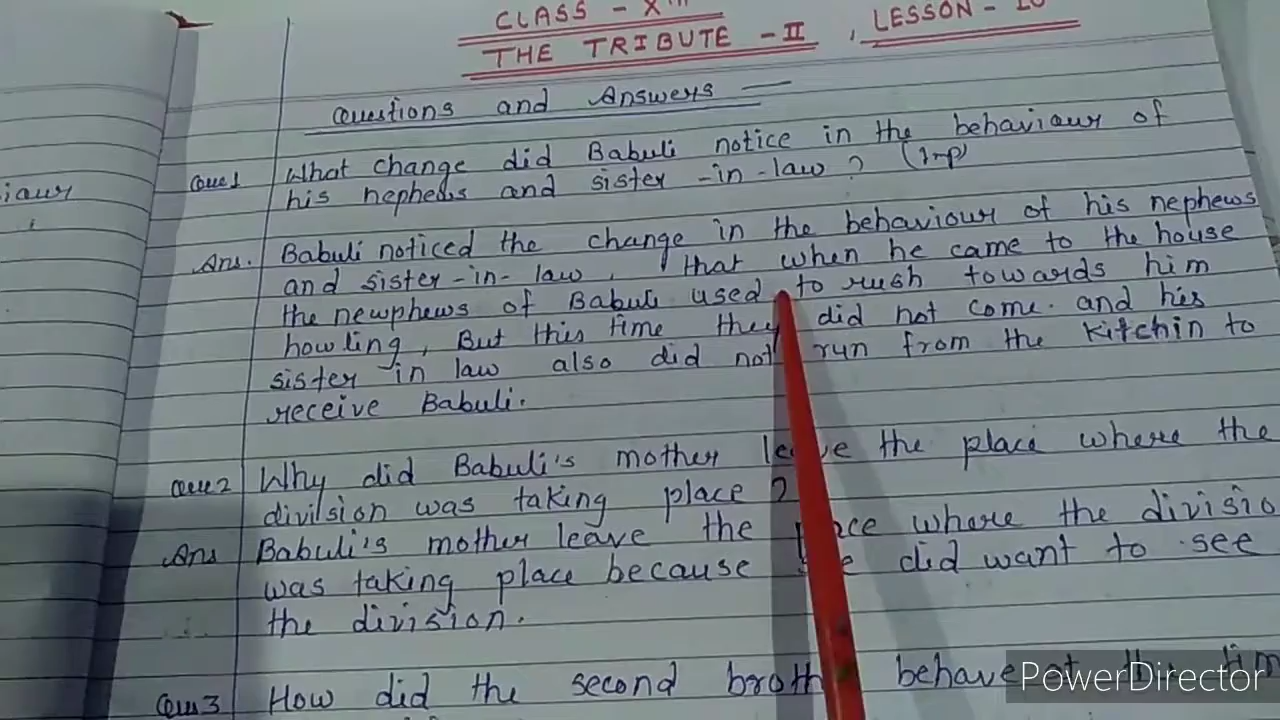 CLASS - X
THE TRIBUTE - II , LESSON -
Questions and Answers —
Que1 What change did Babuli notice in the behaviour of
his nephews and sister-in-law ? (Imp)
Ans. Babuli noticed the change in the behaviour of his nephews
and sister-in-law, that when he came to the house
the newphews of Babuli used to rush towards him
howling, But this time they did not come. and his
sister in law also did not run from the Kitchin to
receive Babuli.
Que2 Why did Babuli's mother leave the place where the
division was taking place ?
Ans Babuli's mother leave the place where the divisio
was taking place because did want to see
the division.
Que3 How did the second broth behave
PowerDirector